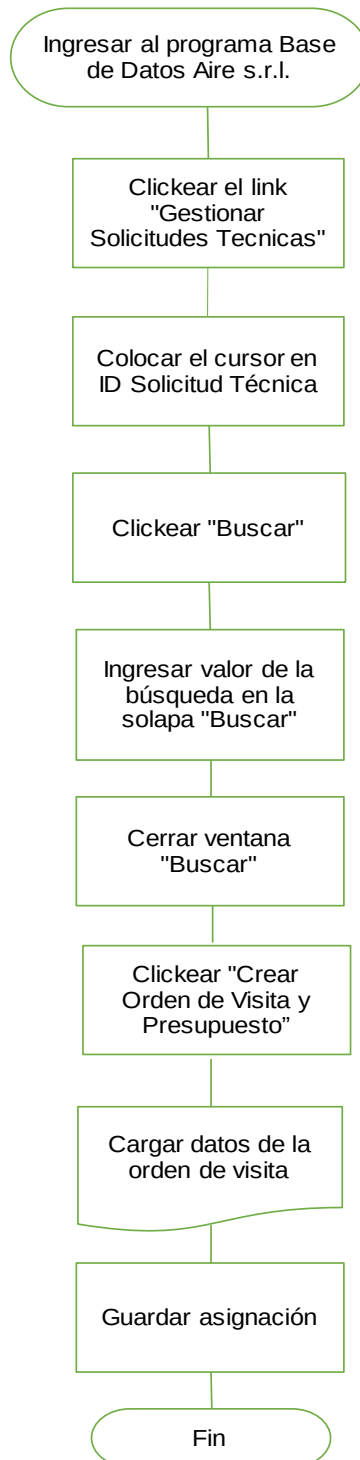 Ingresar al programa Base
de Datos Aire s.r.l.
Clickear el link
"Gestionar
Solicitudes Tecnicas"
Colocar el cursor en
ID Solicitud Técnica
Clickear "Buscar"
Ingresar valor de la
búsqueda en la
solapa "Buscar"
Cerrar ventana
"Buscar"
Clickear "Crear
Orden de Visita y
Presupuesto”
Cargar datos de la
orden de visita
Guardar asignación
Fin